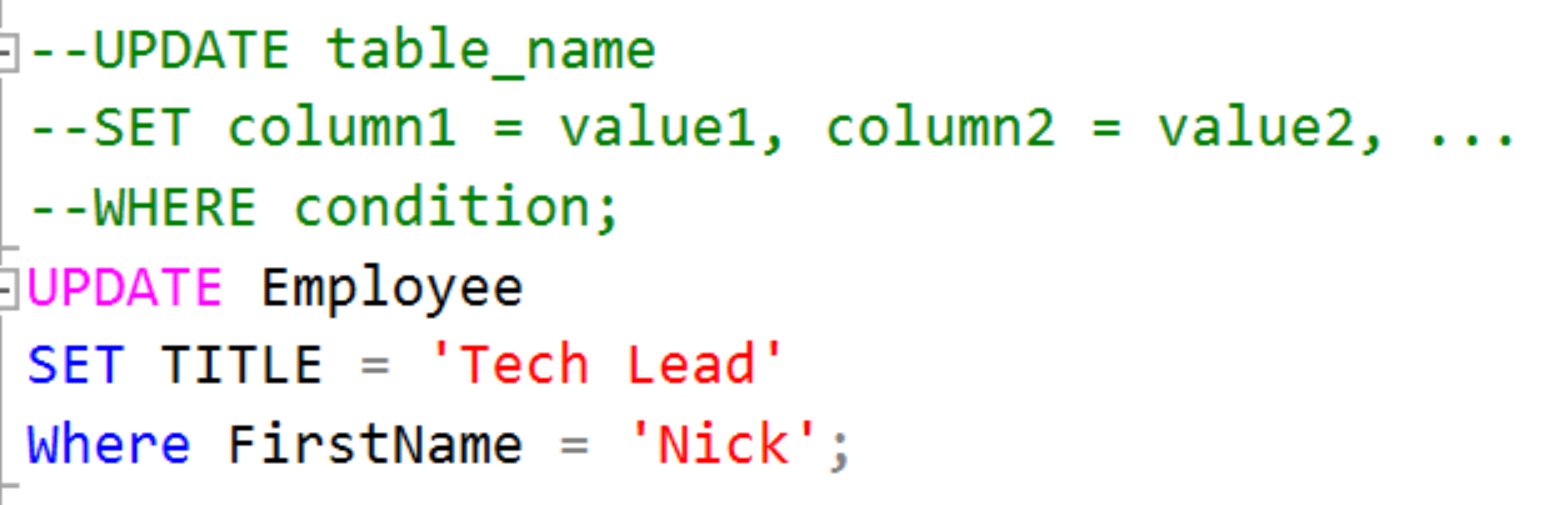 --UPDATE table_name
--SET column1 = value1, column2 = value2, ...
--WHERE condition;
UPDATE Employee
SET TITLE = 'Tech Lead'
Where FirstName = 'Nick';